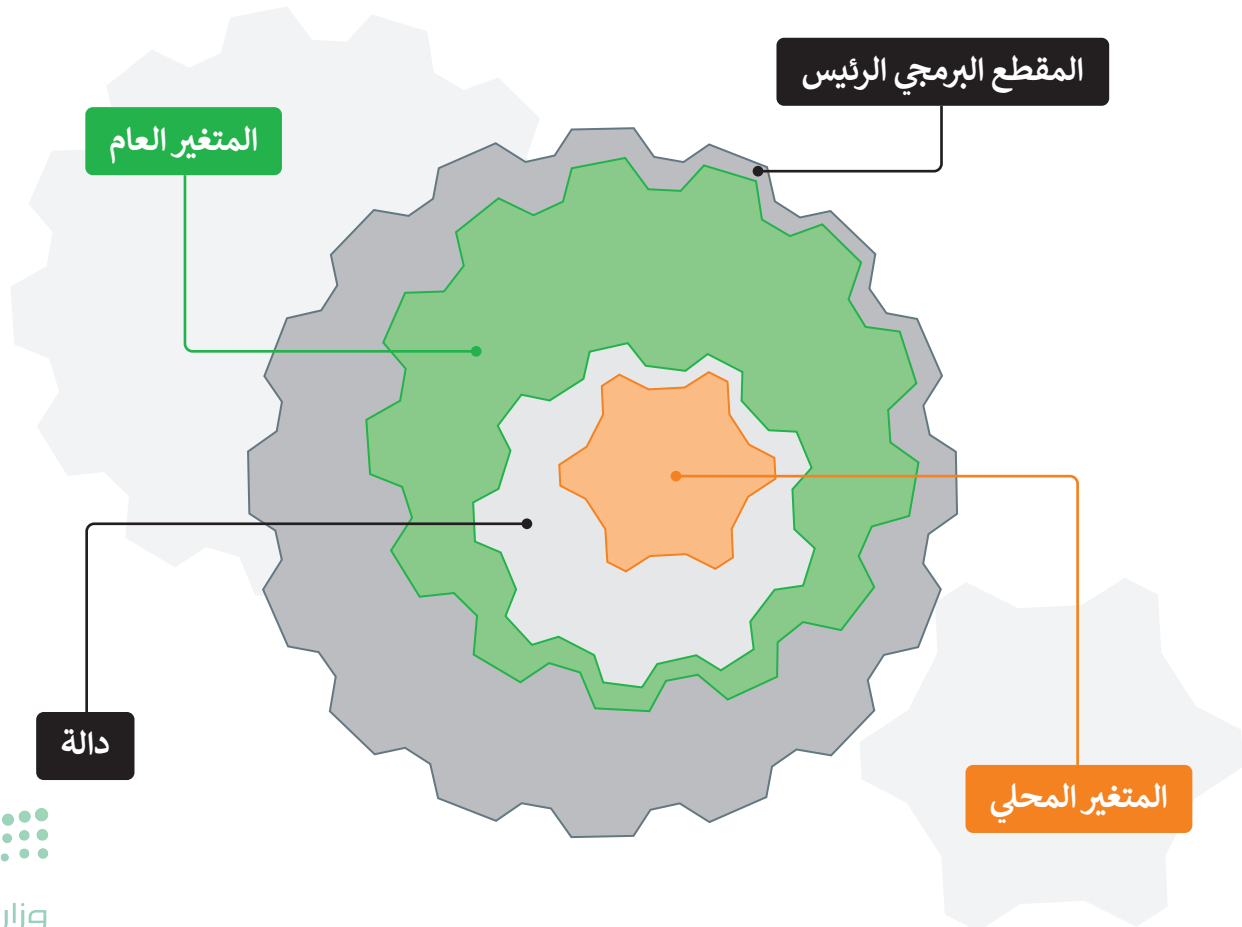 المقطع البرمجي الرئيس
المتغير العام
دالة
المتغير المحلي